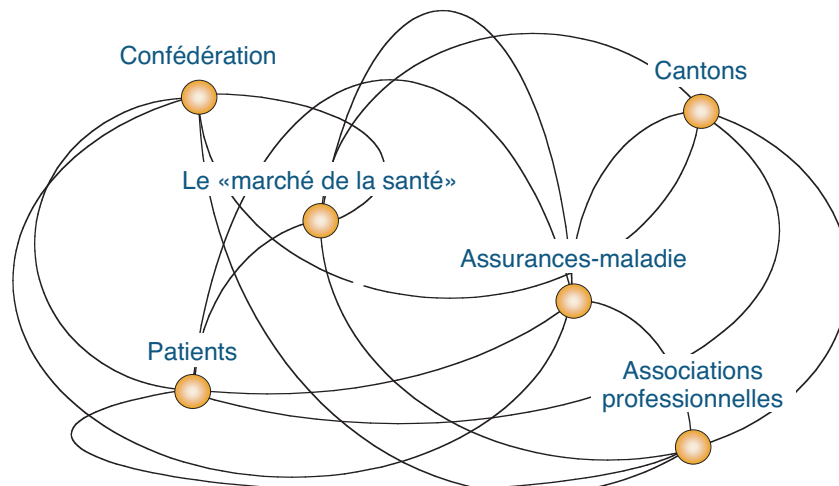 Confédération
Cantons
Le «marché de la santé»
Assurances-maladie
Patients
Associations
professionnelles